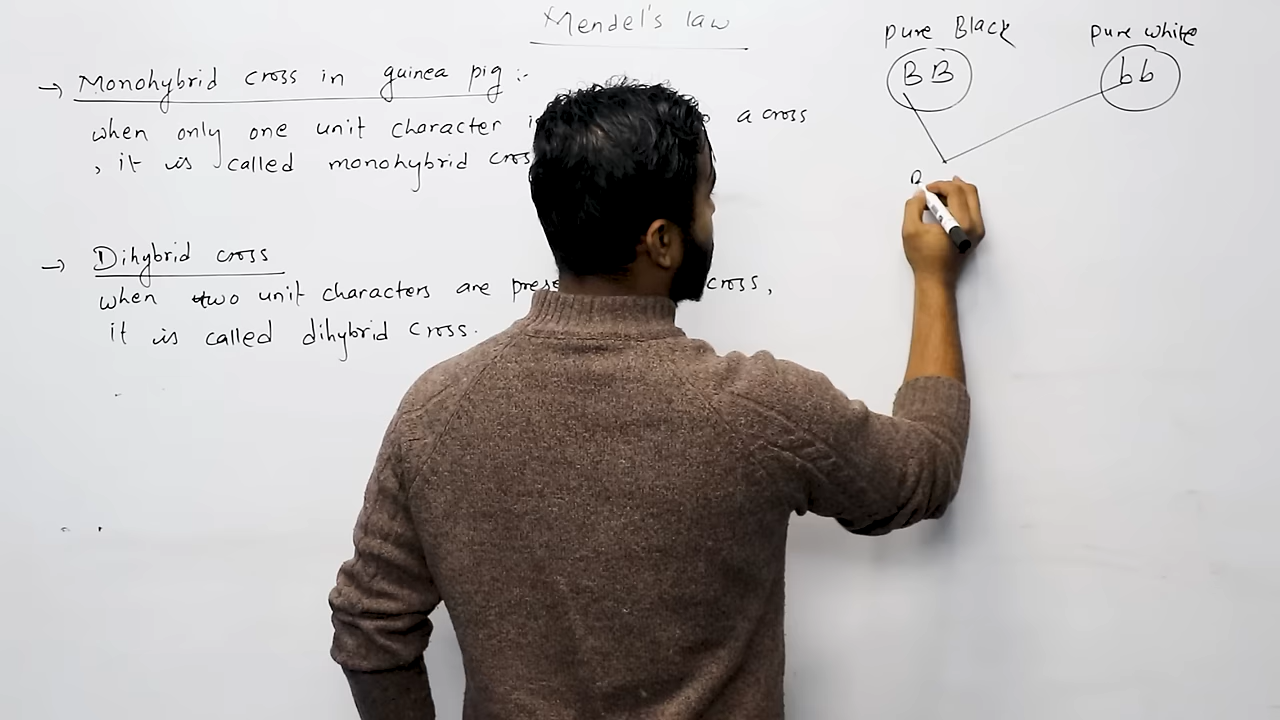 Mendel's law
→ Monohybrid cross in guinea pig :-
when only one unit character a cross
, it is called monohybrid
→ Dihybrid cross
when two unit characters are cross,
it is called dihybrid cross.
pure Black pure white
BB bb